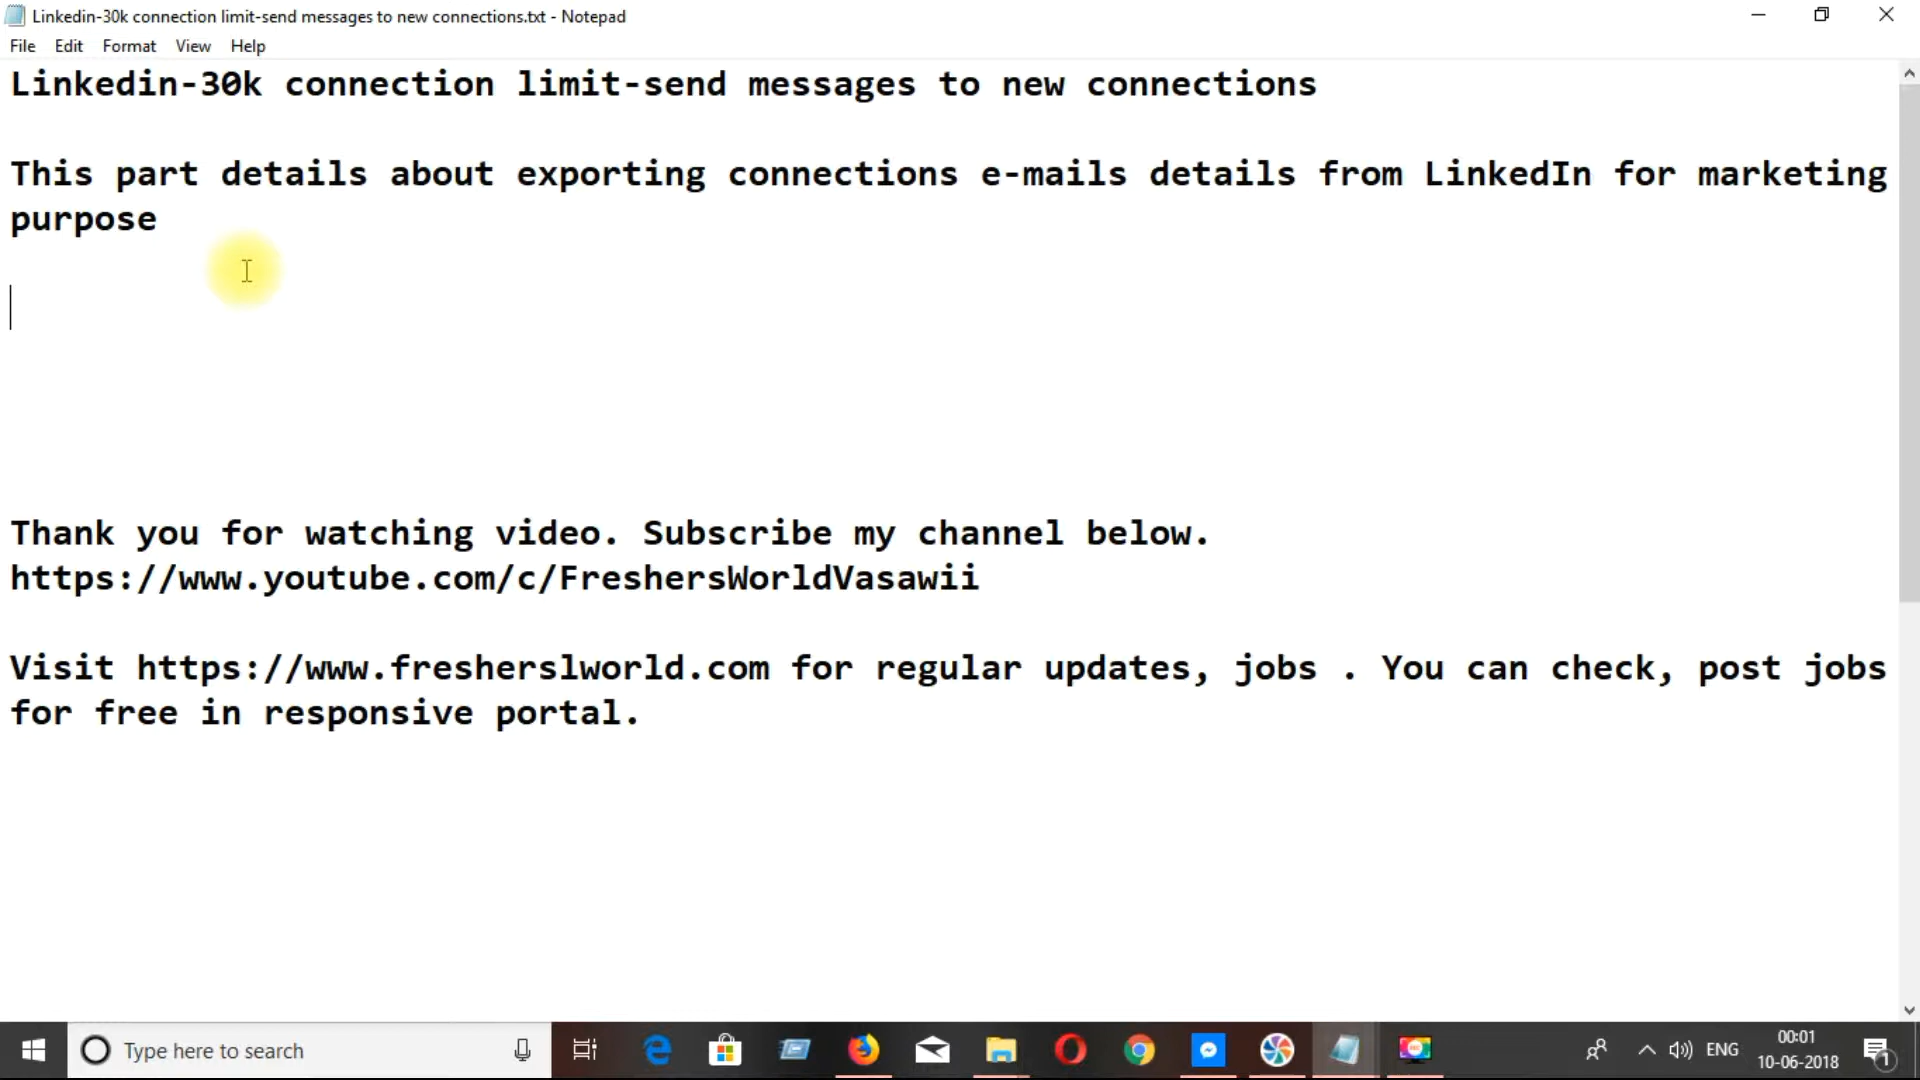 Linkedin-30k connection limit-send messages to new connections.txt - Notepad
File Edit Format View Help
Linkedin-30k connection limit-send messages to new connections
This part details about exporting connections e-mails details from LinkedIn for marketing
purpose
Thank you for watching video. Subscribe my channel below.
https://www.youtube.com/c/FreshersWorldVasawii
Visit https://www.fresherslworld.com for regular updates, jobs . You can check, post jobs
for free in responsive portal.
Type here to search
ENG
00:01
10-06-2018
1